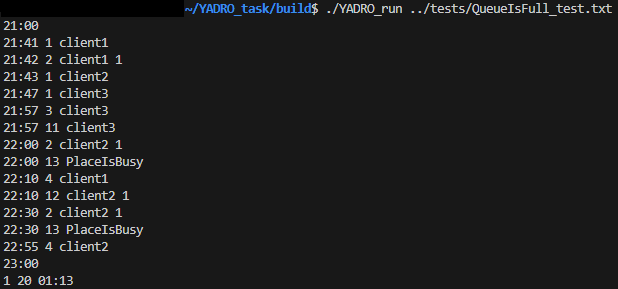 ~/YADRO_task/build$ ./YADRO_run ../tests/QueueIsFull_test.txt
21:00
21:41 1 client1
21:42 2 client1 1
21:43 1 client2
21:47 1 client3
21:57 3 client3
21:57 11 client3
22:00 2 client2 1
22:00 13 PlaceIsBusy
22:10 4 client1
22:10 12 client2 1
22:30 2 client2 1
22:30 13 PlaceIsBusy
22:55 4 client2
23:00
1 20 01:13